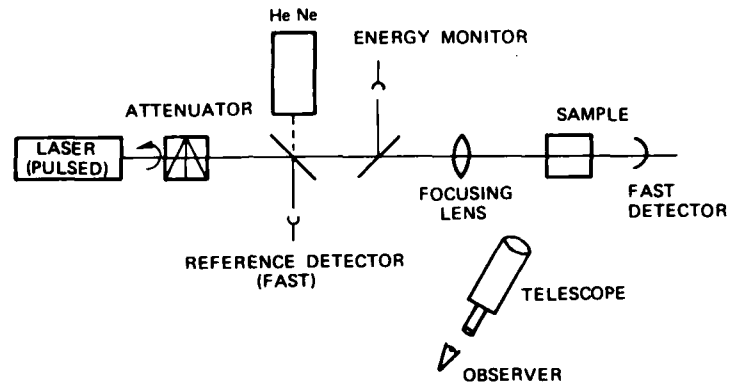 He Ne
ENERGY MONITOR
ATTENUATOR
SAMPLE
LASER
(PULSED)
FOCUSING
LENS
FAST
DETECTOR
REFERENCE DETECTOR
(FAST)
TELESCOPE
OBSERVER